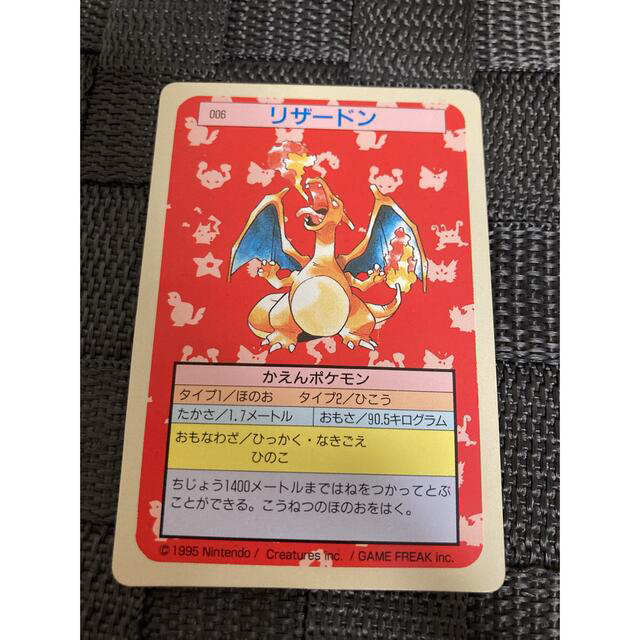 006 リザードン
かえんポケモン
タイプ1/ほのお タイプ2/ひこう
たかさ/1.7メートル おもさ/90.5キログラム
おもなわざ/ひっかく・なきごえ
ひのこ
ちじょう1400メートルまではねをつかってとぶ
ことができる。こうねつのほのおをはく。
©1995 Nintendo / Creatures inc. / GAME FREAK inc.